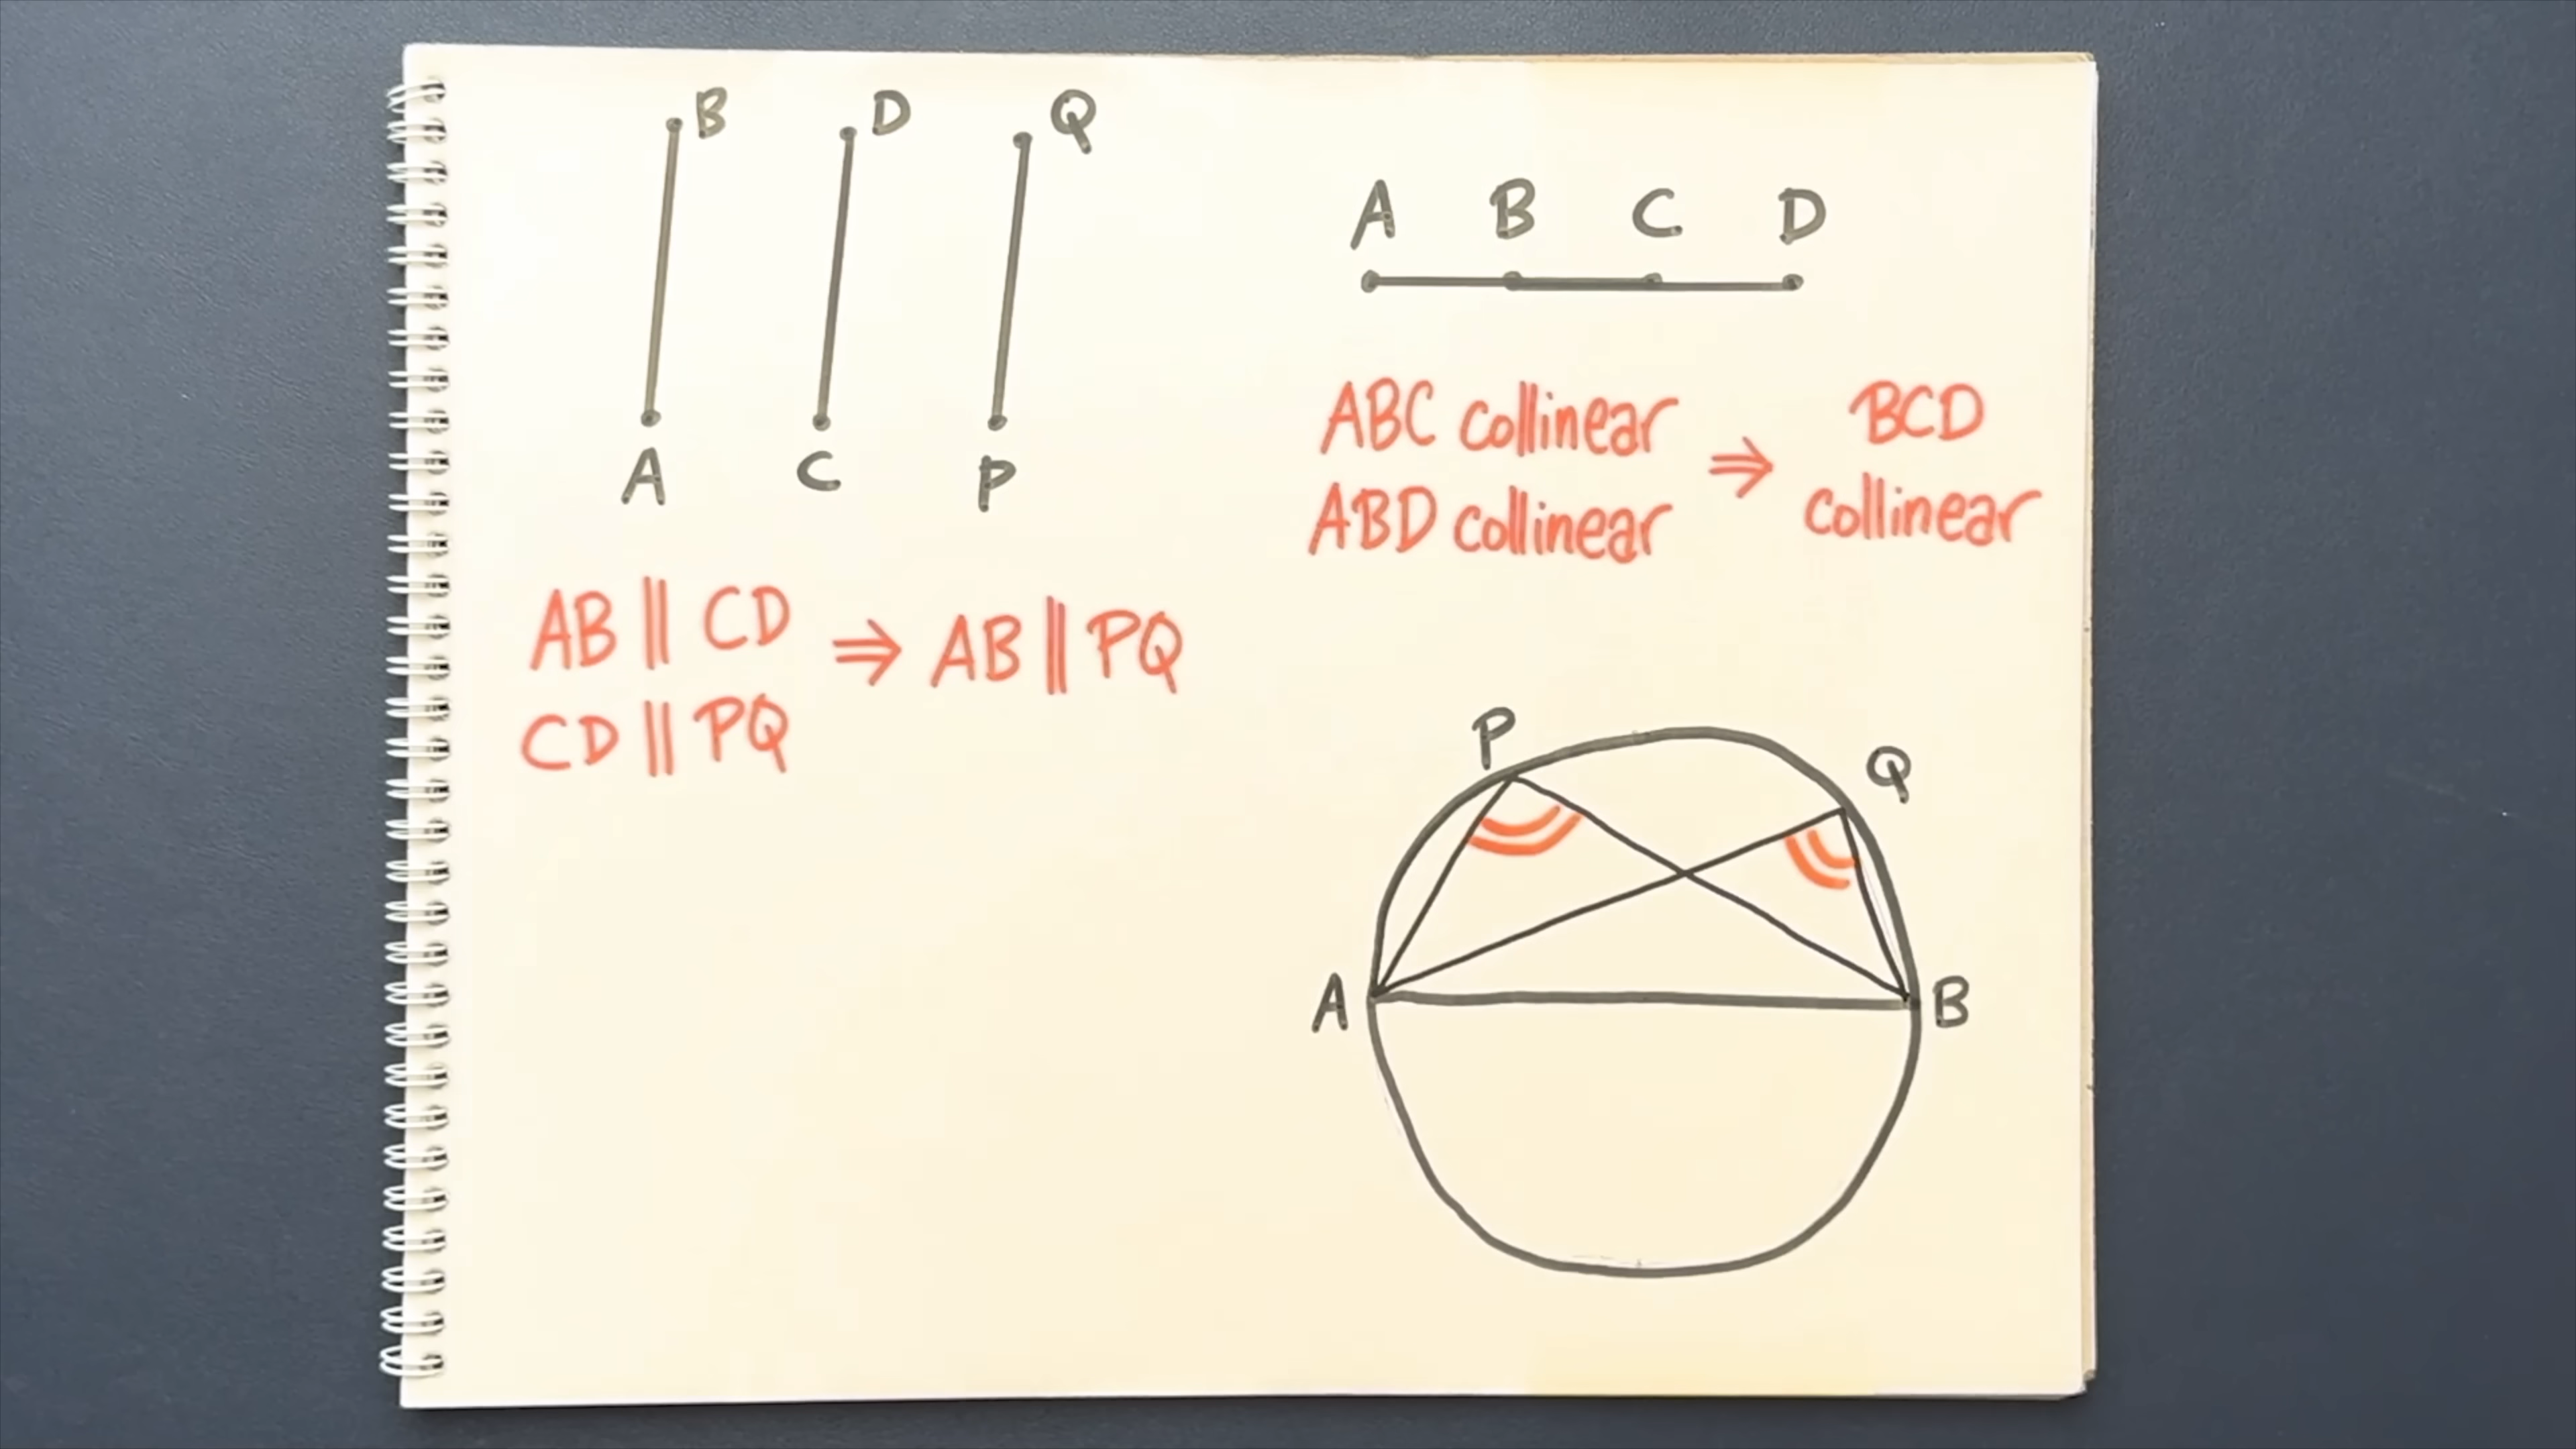 B D Q
A C P
AB || CD ⇒ AB || PQ
CD || PQ
A B C D
ABC collinear ⇒ BCD
ABD collinear collinear
P Q
A B